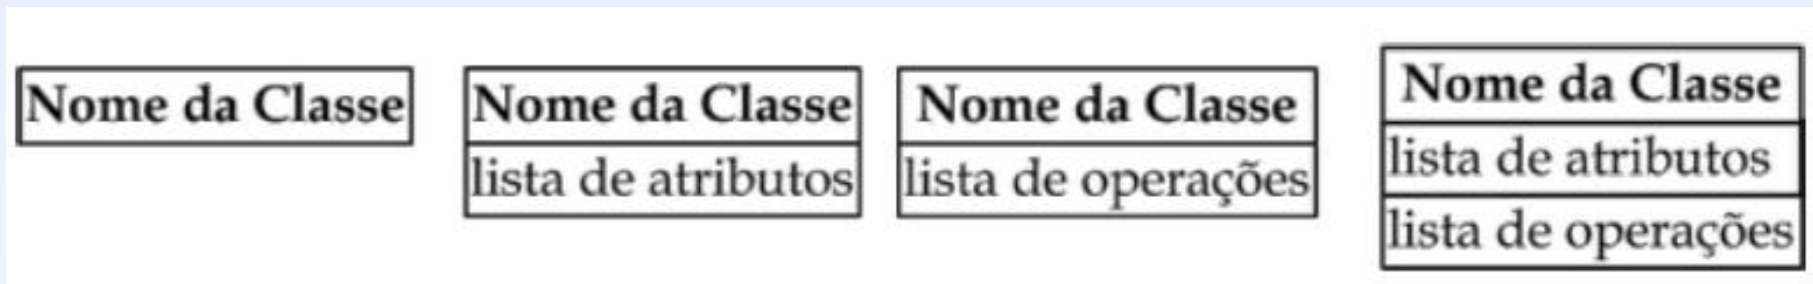 Nome da Classe
Nome da Classe
lista de atributos
Nome da Classe
lista de operações
Nome da Classe
lista de atributos
lista de operações